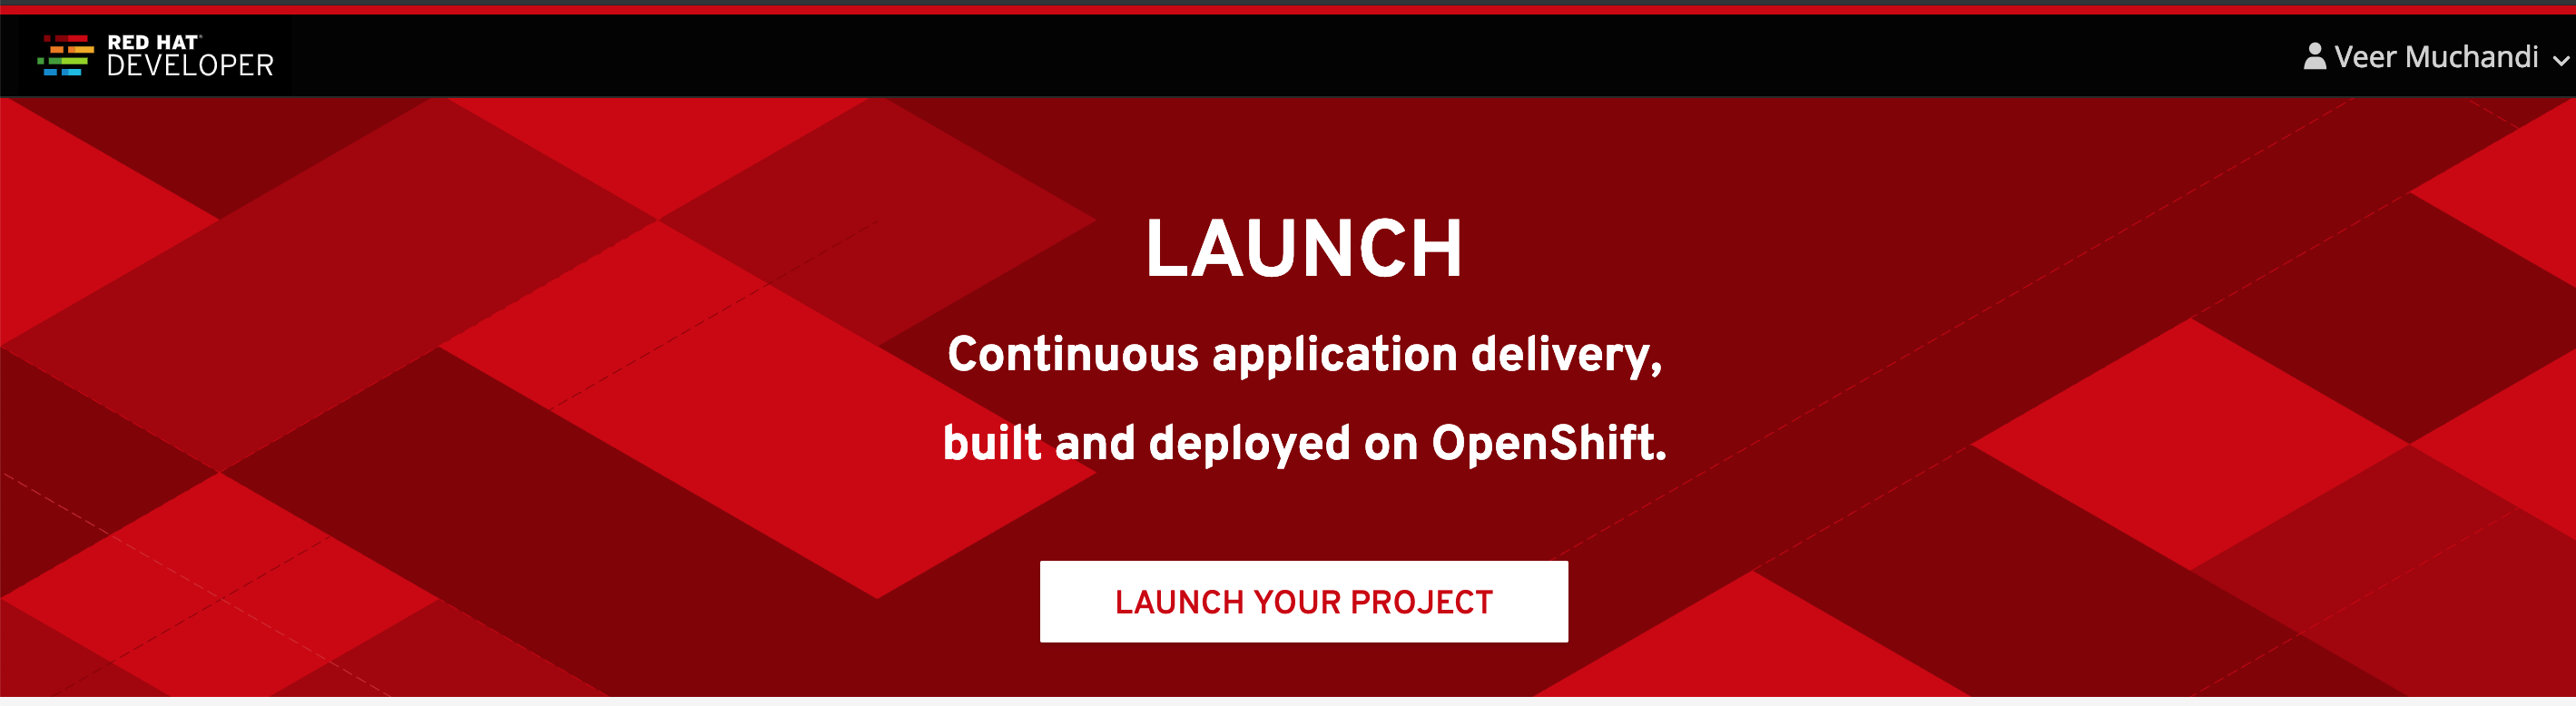 RED HAT
DEVELOPER
Veer Muchandi
LAUNCH
Continuous application delivery,
built and deployed on OpenShift.
LAUNCH YOUR PROJECT